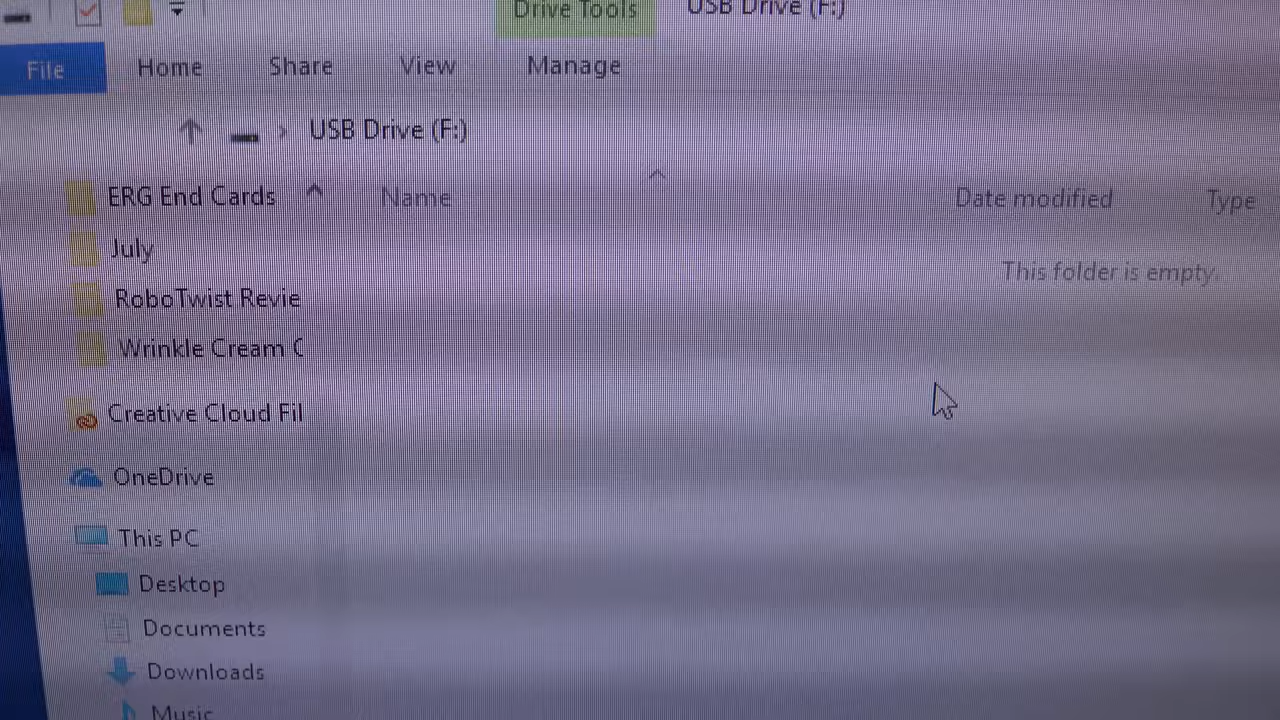 Drive Tools USB Drive (F:)
File Home Share View Manage
USB Drive (F:)
Name Date modified Type
This folder is empty.
ERG End Cards
July
RoboTwist Revie
Wrinkle Cream C
Creative Cloud Fil
OneDrive
This PC
Desktop
Documents
Downloads
Music